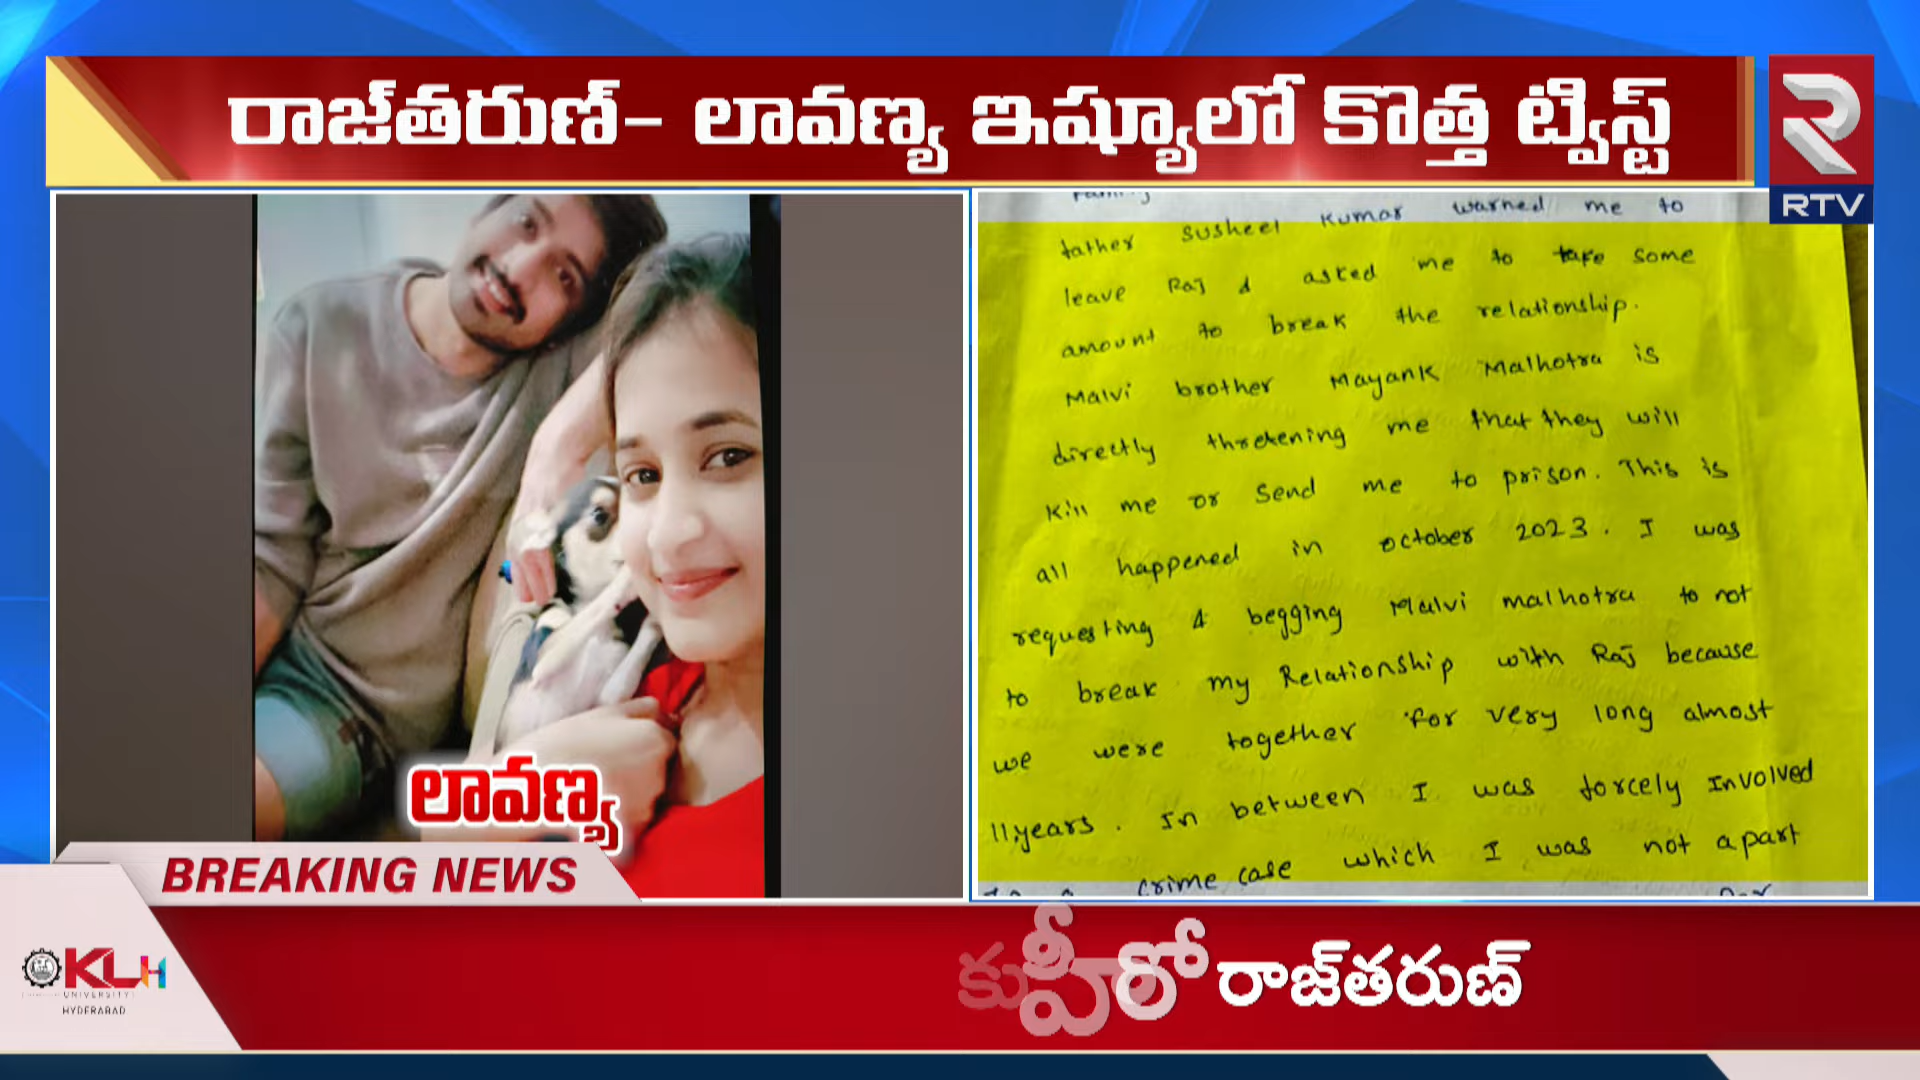 రాజ్‌తరుణ్- లావణ్య ఇష్యూలో కొత్త ట్విస్ట్
RTV
father Susheel Kumar warned me to
leave Raj & asked me to take some
amount to break the relationship.
Malvi brother Mayank Malhotra is
directly thretening me that they will
Kill me or Send me to prison. This is
all happened in october 2023. I was
requesting & begging Malvi malhotra to not
to break my Relationship with Raj because
we were together for very long almost
11years. In between I was forcely Involved
crime case which I was not apart
లావణ్య
BREAKING NEWS
హీరో రాజ్‌తరుణ్
KLH
UNIVERSITY
HYDERABAD